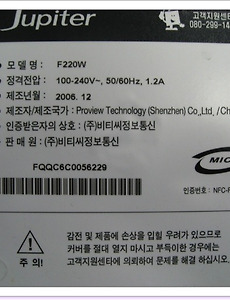 Jupiter
고객지원센터
080-299-14
• 모 델 명 : F220W
• 정격전압 : 100-240V~, 50/60Hz, 1.2A
• 제조년월 : 2006. 12
• 제조자/제조국가 : Proview Technology (Shenzhen) Co.,Ltd., / Ch
• 인증받은자의 상호 : (주)비티씨정보통신
• 판 매 원 : (주)비티씨정보통신
FQQC6C0056229
MIC
인증번호 : NFC-F
!
주 의
감전 및 제품에 손상을 입힐 우려가 있으므로
커버를 절대 열지 마시고 부득이한 경우에는
고객지원센타에 의뢰하여 문제를 해결하십시요.